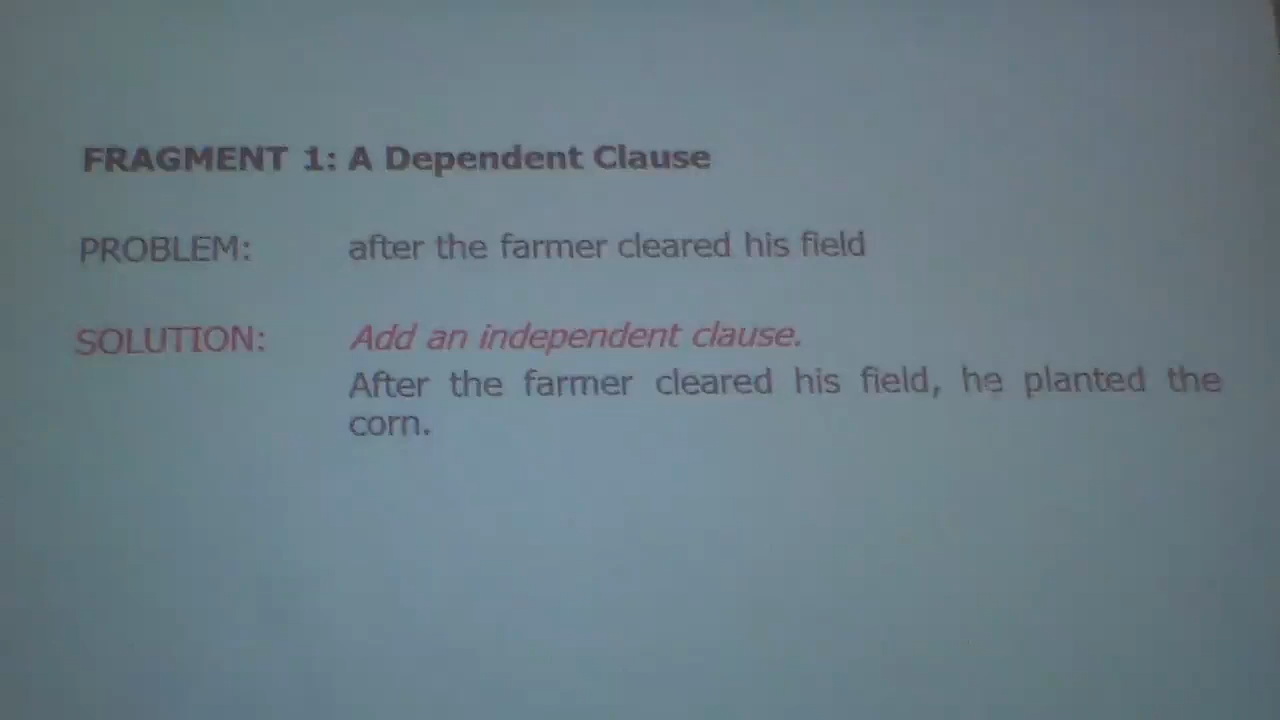 FRAGMENT 1: A Dependent Clause
PROBLEM: after the farmer cleared his field
SOLUTION: Add an independent clause.
After the farmer cleared his field, he planted the
corn.